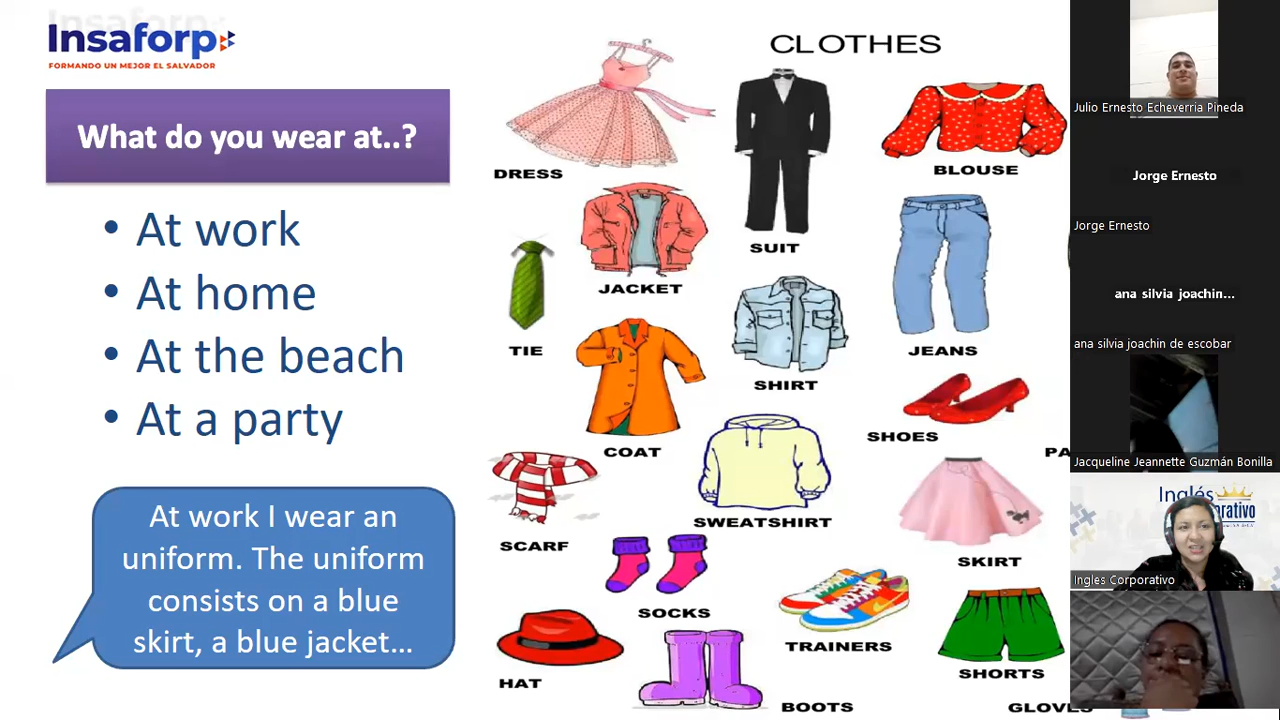 Insaforp
FORMANDO UN MEJOR EL SALVADOR
What do you wear at..?
• At work
• At home
• At the beach
• At a party
At work I wear an
uniform. The uniform
consists on a blue
skirt, a blue jacket...
CLOTHES
DRESS
SUIT
BLOUSE
JACKET
TIE
SHIRT
JEANS
COAT
SHOES
PA
SCARF
SWEATSHIRT
SKIRT
SOCKS
TRAINERS
HAT
SHORTS
BOOTS
GLOVES
Julio Ernesto Echeverria Pineda
Jorge Ernesto
Jorge Ernesto
ana silvia joachin...
ana silvia joachin de escobar
Jacqueline Jeannette Guzmán Bonilla
Inglés
orativo
Ingles Corporativo